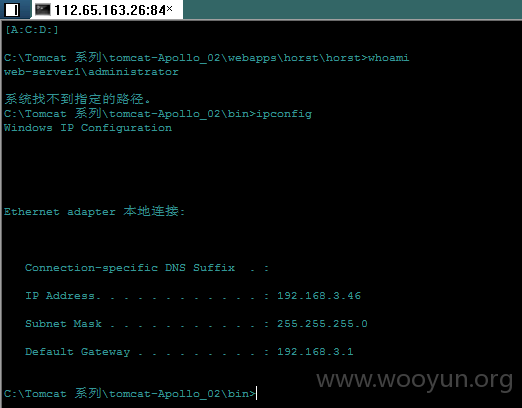 112.65.163.26:84×
[A:C:D:]
C:\Tomcat 系列\tomcat-Apollo_02\webapps\horst\horst>whoami
web-server1\administrator
系统找不到指定的路径。
C:\Tomcat 系列\tomcat-Apollo_02\bin>ipconfig
Windows IP Configuration
Ethernet adapter 本地连接:
Connection-specific DNS Suffix  . :
IP Address. . . . . . . . . . . . : 192.168.3.46
Subnet Mask . . . . . . . . . . . : 255.255.255.0
Default Gateway . . . . . . . . . : 192.168.3.1
www.wooyun.org
C:\Tomcat 系列\tomcat-Apollo_02\bin>